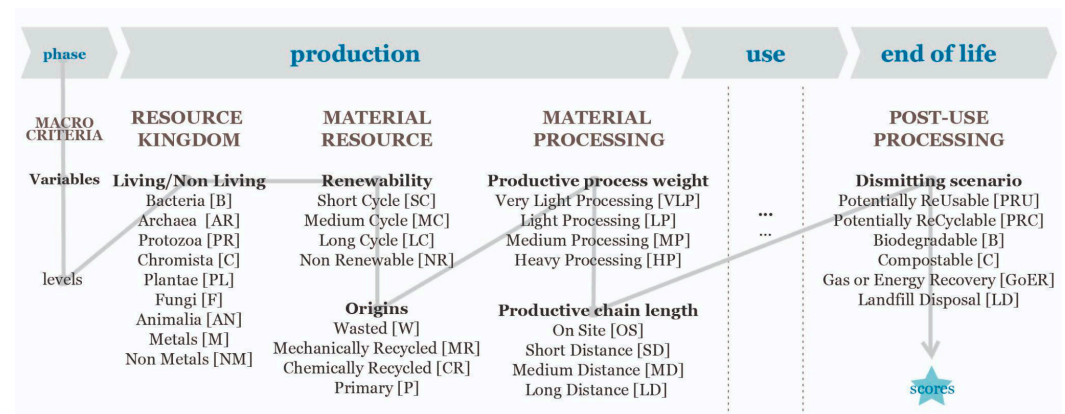 phase
production
use
end of life
MACRO
CRITERIA
RESOURCE
KINGDOM
MATERIAL
RESOURCE
MATERIAL
PROCESSING
POST-USE
PROCESSING
Variables
levels
Living/Non Living
Bacteria [B]
Archaea [AR]
Protozoa [PR]
Chromista [C]
Plantae [PL]
Fungi [F]
Animalia [AN]
Metals [M]
Non Metals [NM]
Renewability
Short Cycle [SC]
Medium Cycle [MC]
Long Cycle [LC]
Non Renewable [NR]
Origins
Wasted [W]
Mechanically Recycled [MR]
Chemically Recycled [CR]
Primary [P]
Productive process weight
Very Light Processing [VLP]
Light Processing [LP]
Medium Processing [MP]
Heavy Processing [HP]
Productive chain length
On Site [OS]
Short Distance [SD]
Medium Distance [MD]
Long Distance [LD]
...
...
Dismitting scenario
Potentially ReUsable [PRU]
Potentially ReCyclable [PRC]
Biodegradable [B]
Compostable [C]
Gas or Energy Recovery [GoER]
Landfill Disposal [LD]
scores